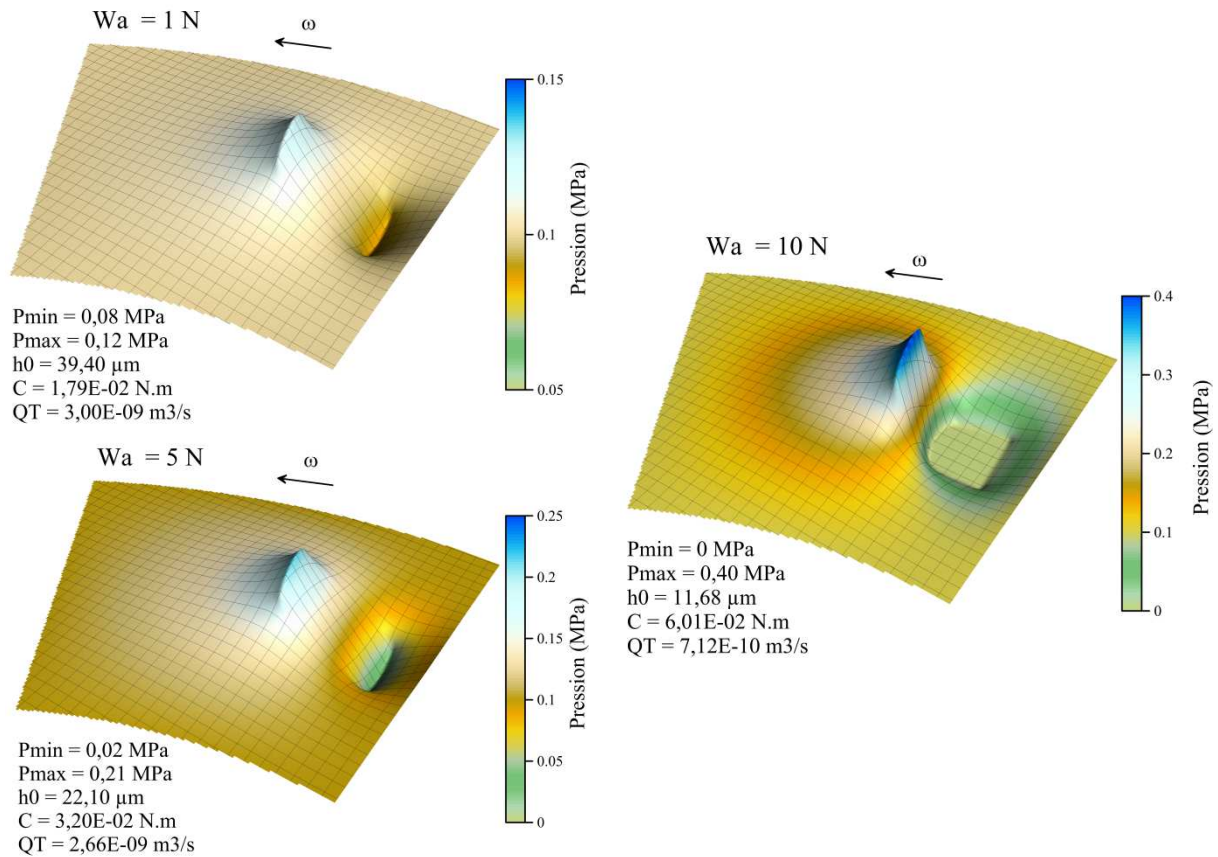 Wa = 1 N
ω
0.15
0.1
0.05
Pression (MPa)
Pmin = 0,08 MPa
Pmax = 0,12 MPa
h0 = 39,40 µm
C = 1,79E-02 N.m
QT = 3,00E-09 m3/s
Wa = 5 N
ω
0.25
0.2
0.15
0.1
0.05
0
Pression (MPa)
Pmin = 0,02 MPa
Pmax = 0,21 MPa
h0 = 22,10 µm
C = 3,20E-02 N.m
QT = 2,66E-09 m3/s
Wa = 10 N
ω
0.4
0.3
0.2
0.1
0
Pression (MPa)
Pmin = 0 MPa
Pmax = 0,40 MPa
h0 = 11,68 µm
C = 6,01E-02 N.m
QT = 7,12E-10 m3/s